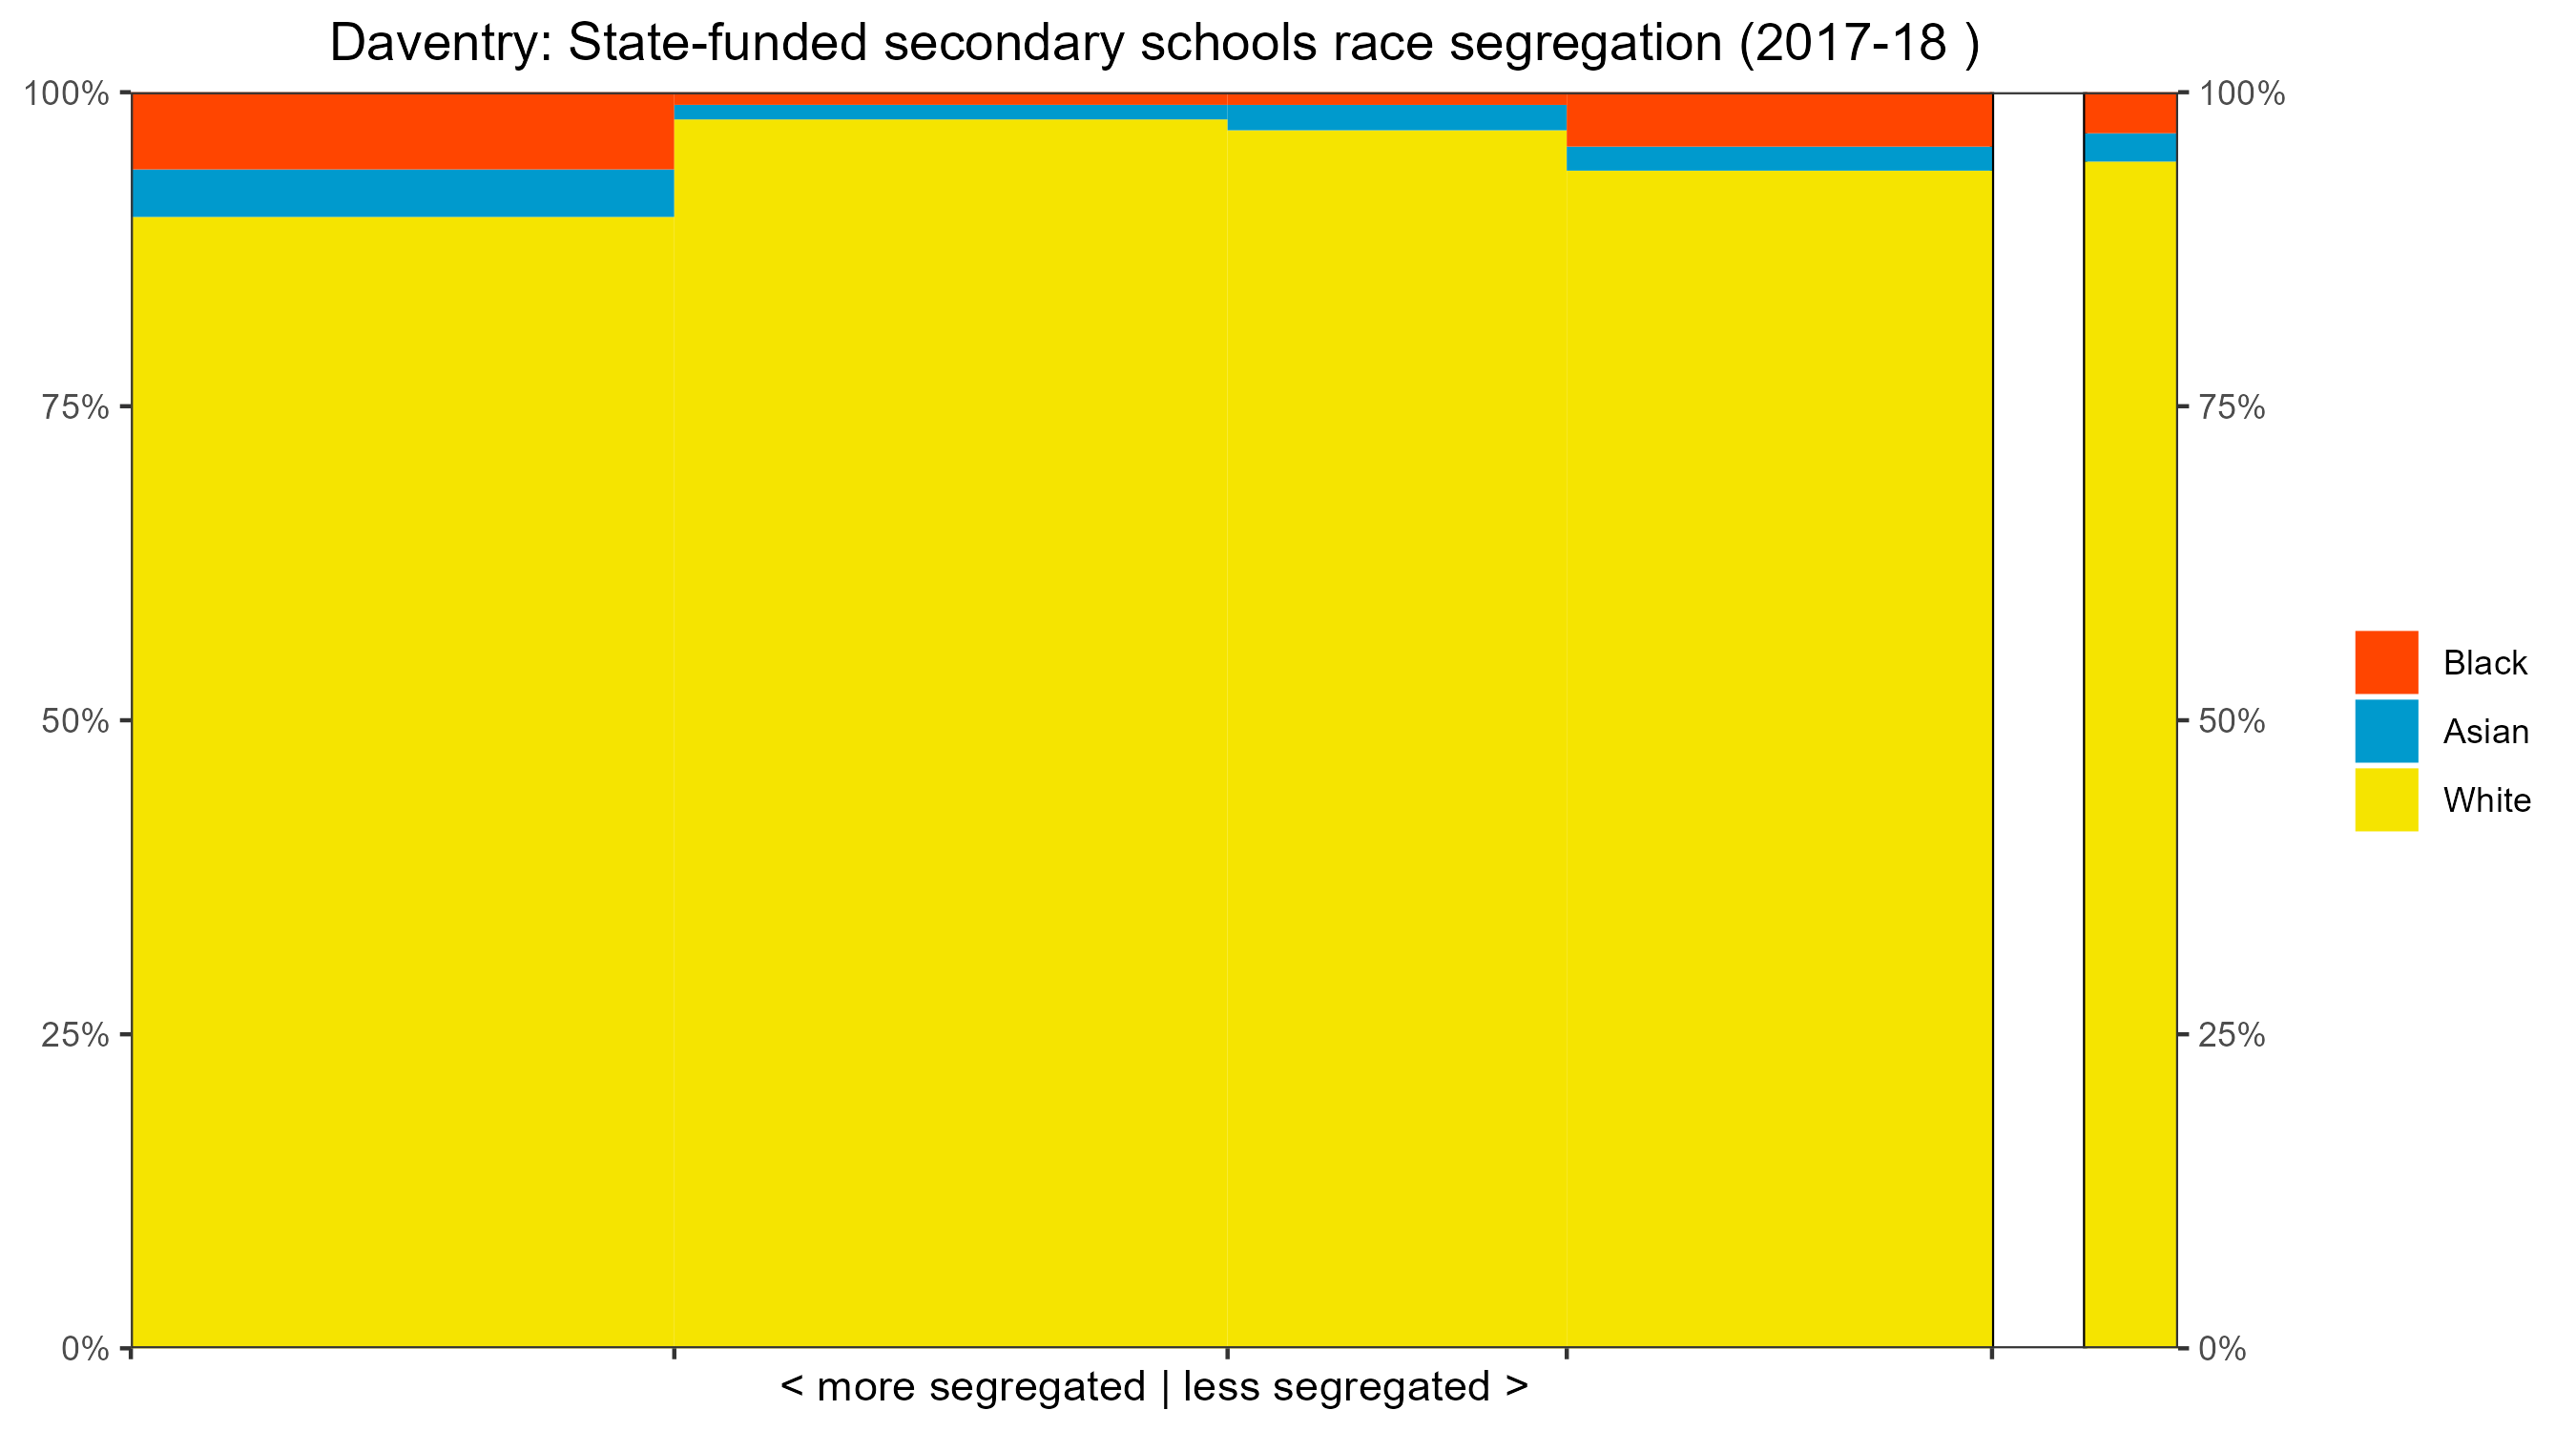 Daventry: State-funded secondary schools race segregation (2017-18 )
100%
75%
50%
25%
0%
100%
75%
50%
25%
0%
< more segregated | less segregated >
Black
Asian
White